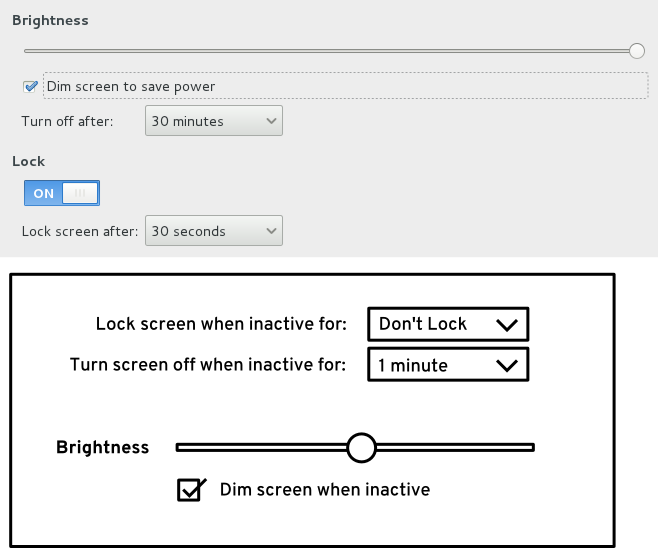 Brightness
Dim screen to save power
Turn off after: 30 minutes
Lock
ON
Lock screen after: 30 seconds
Lock screen when inactive for: Don't Lock
Turn screen off when inactive for: 1 minute
Brightness
Dim screen when inactive